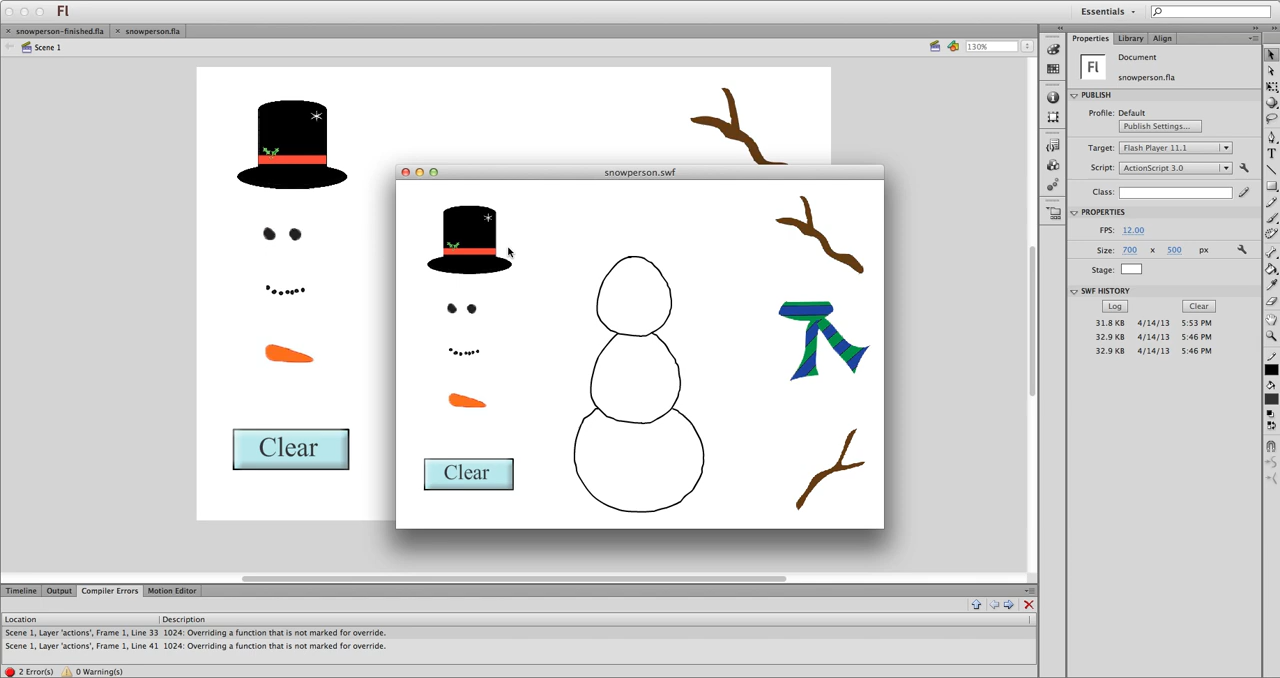 Fl
Essentials
snowperson-finished.fla
snowperson.fla
Scene 1
130%
Clear
snowperson.swf
Clear
Properties
Library
Align
Fl
Document
snowperson.fla
PUBLISH
Profile: Default
Publish Settings...
Target: Flash Player 11.1
Script: ActionScript 3.0
Class:
PROPERTIES
FPS: 12.00
Size: 700 x 500 px
Stage:
SWF HISTORY
Log Clear
31.8 KB 4/14/13 5:53 PM
32.9 KB 4/14/13 5:46 PM
32.9 KB 4/14/13 5:46 PM
Timeline Output Compiler Errors Motion Editor
Location Description
Scene 1, Layer 'actions', Frame 1, Line 33 1024: Overriding a function that is not marked for override.
Scene 1, Layer 'actions', Frame 1, Line 41 1024: Overriding a function that is not marked for override.
2 Error(s) 0 Warning(s)